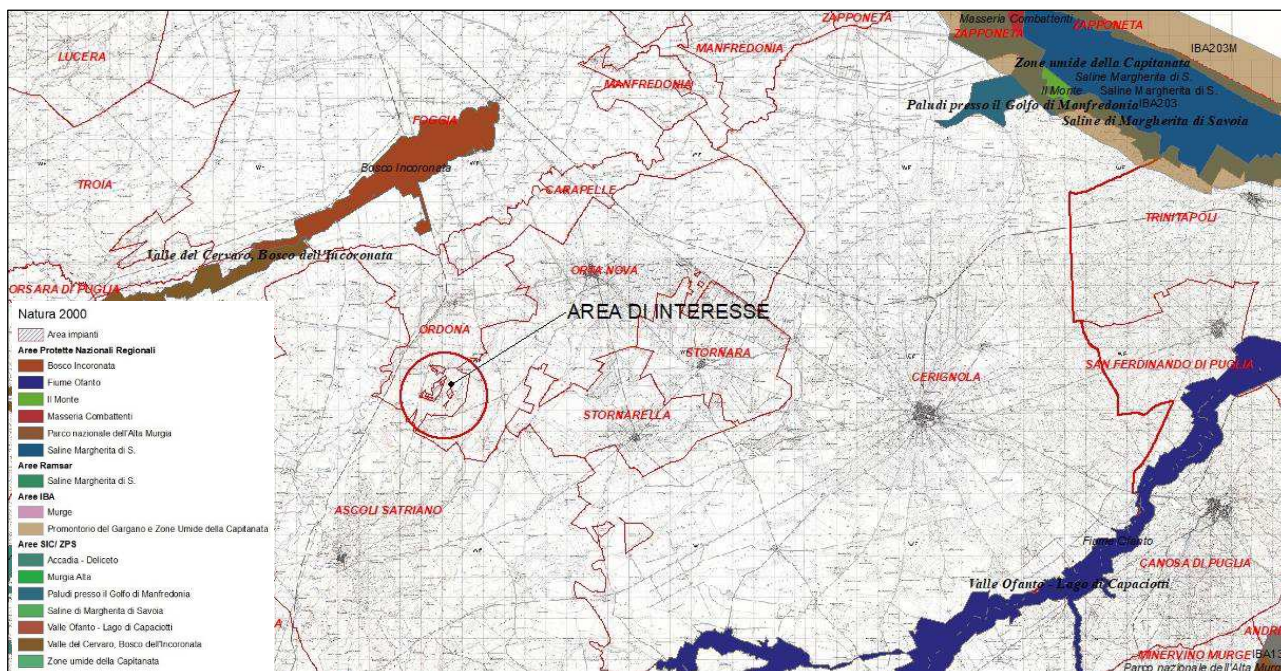 ZAPPONETA
Masseria Combattenti
ZAPPONETA
ZAPPONETA
LUCERA
MANFREDONIA
IBA203M
Zone umide della Capitanata
Saline Margherita di S.
MANFREDONIA
Il Monte
Saline Margherita di S.
Paludi presso il Golfo di Manfredonia
IBA203
FOGGIA
Saline di Margherita di Savoia
Bosco Incoronata
TROIA
CARAPELLE
TRINITAPOLI
Valle del Cervaro, Bosco dell'Incoronata
ORTA NOVA
ORSARA DI PUGLIA
AREA DI INTERESSE
ORDONA
STORNARA
SAN FERDINANDO DI PUGLIA
CERIGNOLA
STORNARELLA
ASCOLI SATRIANO
Fiume Ofanto
CANOSA DI PUGLIA
Valle Ofanto - Lago di Capaciotti
ANDRI
MINERVINO MURGE
IBA13
Parco nazionale dell'Alta Mur
Natura 2000
Area impianti
Aree Protette Nazionali Regionali
Bosco Incoronata
Fiume Ofanto
Il Monte
Masseria Combattenti
Parco nazionale dell'Alta Murgia
Saline Margherita di S.
Aree Ramsar
Saline Margherita di S.
Aree IBA
Murge
Promontorio del Gargano e Zone Umide della Capitanata
Aree SIC/ ZPS
Accadia - Deliceto
Murgia Alta
Paludi presso il Golfo di Manfredonia
Saline di Margherita di Savoia
Valle Ofanto - Lago di Capaciotti
Valle del Cervaro, Bosco dell'Incoronata
Zone umide della Capitanata